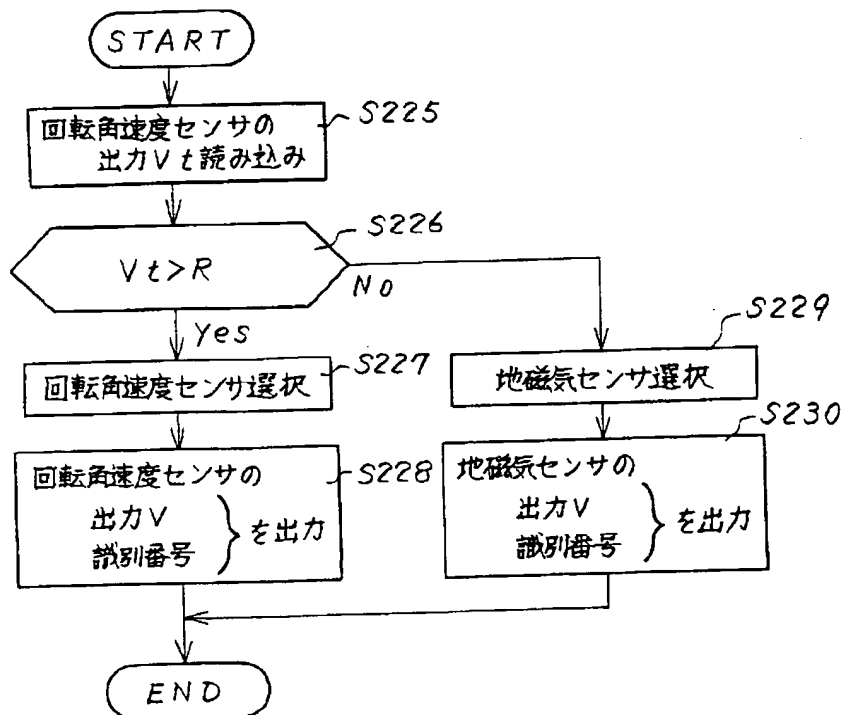 START
回転角速度センサの
出力Vt読み込み
S225
Vt>R
S226
No
Yes
回転角速度センサ選択
S227
地磁気センサ選択
S229
回転角速度センサの
出力V
識別番号
を出力
S228
地磁気センサの
出力V
識別番号
を出力
S230
END